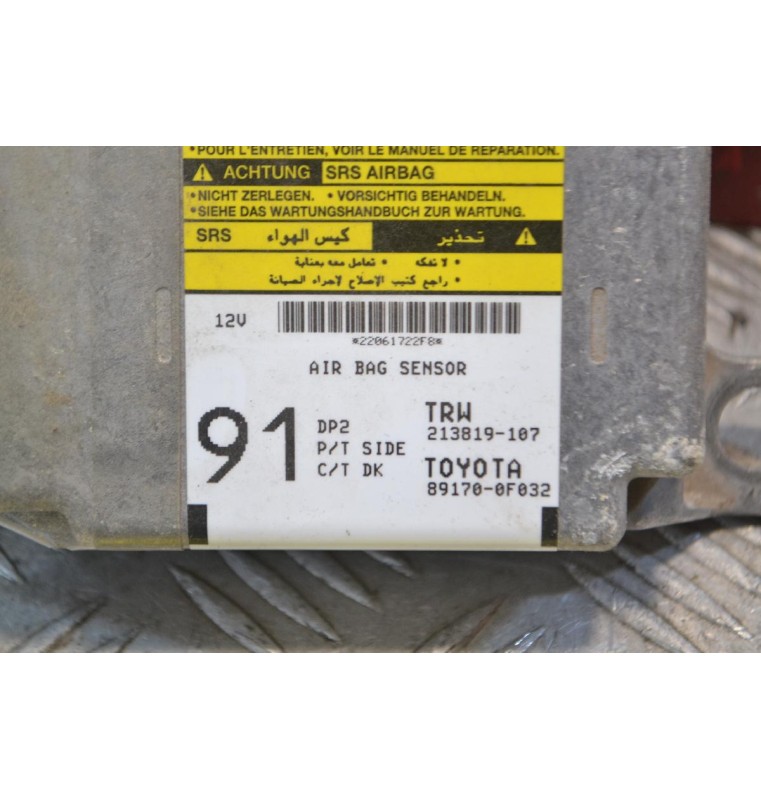 •POUR L'ENTRETIEN, VOIR LE MANUEL DE REPARATION.
ACHTUNG SRS AIRBAG
•NICHT ZERLEGEN. •VORSICHTIG BEHANDELN.
•SIEHE DAS WARTUNGSHANDBUCH ZUR WARTUNG.
تحذير كيس الهواء SRS
• لا تفكه • تعامل معه بعناية
• راجع كتيب الإصلاح لاجراء الصيانة
12V
*22061722F8*
AIR BAG SENSOR
91 DP2 TRW
213819-107
P/T SIDE
C/T DK TOYOTA
89170-0F032